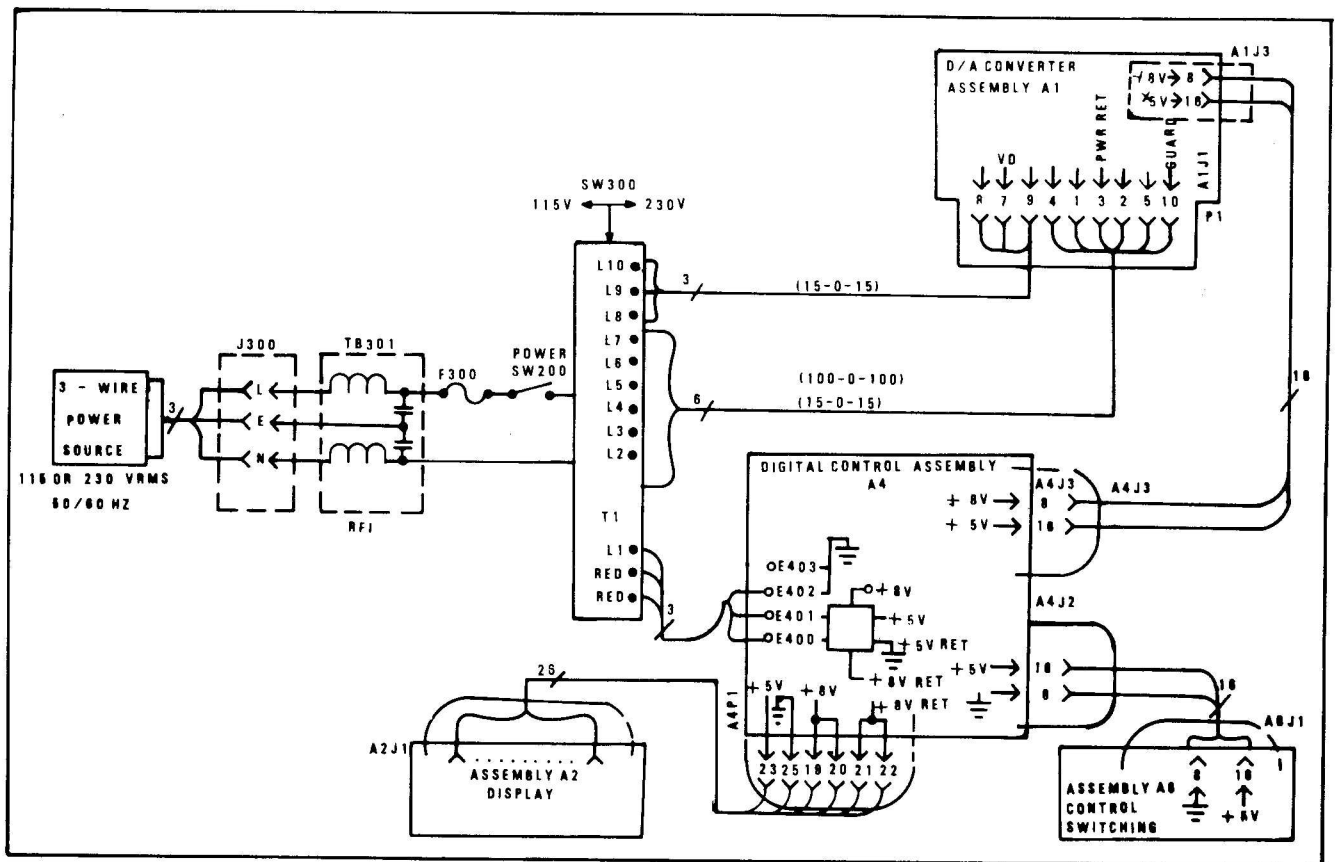 A1J3
D/A CONVERTER
ASSEMBLY A1
+8V 8
5V 16
VD
PWR RET
GUARD
A1J1
8 7 9 4 1 3 2 5 10
P1
SW300
115V 230V
L10
L9
L8
L7
L6
L5
L4
L3
L2
T1
L1
RED
RED
3
(15-0-15)
6
(100-0-100)
(15-0-15)
16
J300
TB301
F300
POWER
SW200
3 - WIRE
POWER
SOURCE
3
L
E
N
115 OR 230 VRMS
50/60 HZ
RFI
DIGITAL CONTROL ASSEMBLY
A4
A4J3
A4J3
+ 8V 8
+ 5V 16
E403
E402
E401
E400
3
+ 8V
+ 5V
+ 5V RET
+ 8V RET
A4J2
+ 5V 16
8
16
26
A4P1
+ 5V
+ 8V
+ 8V RET
23 25 19 20 21 22
A2J1
ASSEMBLY A2
DISPLAY
A6J1
8 16
ASSEMBLY A6
CONTROL
SWITCHING
+ 5V